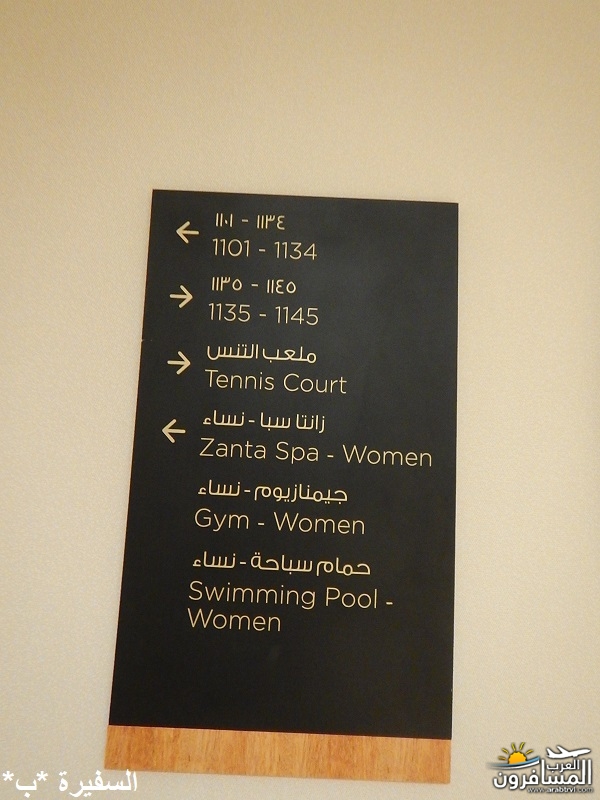 ١١٠١ - ١١٣٤
1101 - 1134
١١٣٥ - ١١٤٥
1135 - 1145
ملعب التنس
Tennis Court
زانتا سبا - نساء
Zanta Spa - Women
جيمنازيوم - نساء
Gym - Women
حمام سباحة - نساء
Swimming Pool -
Women
السفيرة *ب*
العرب
المسافرون
www.arabtrvl.com